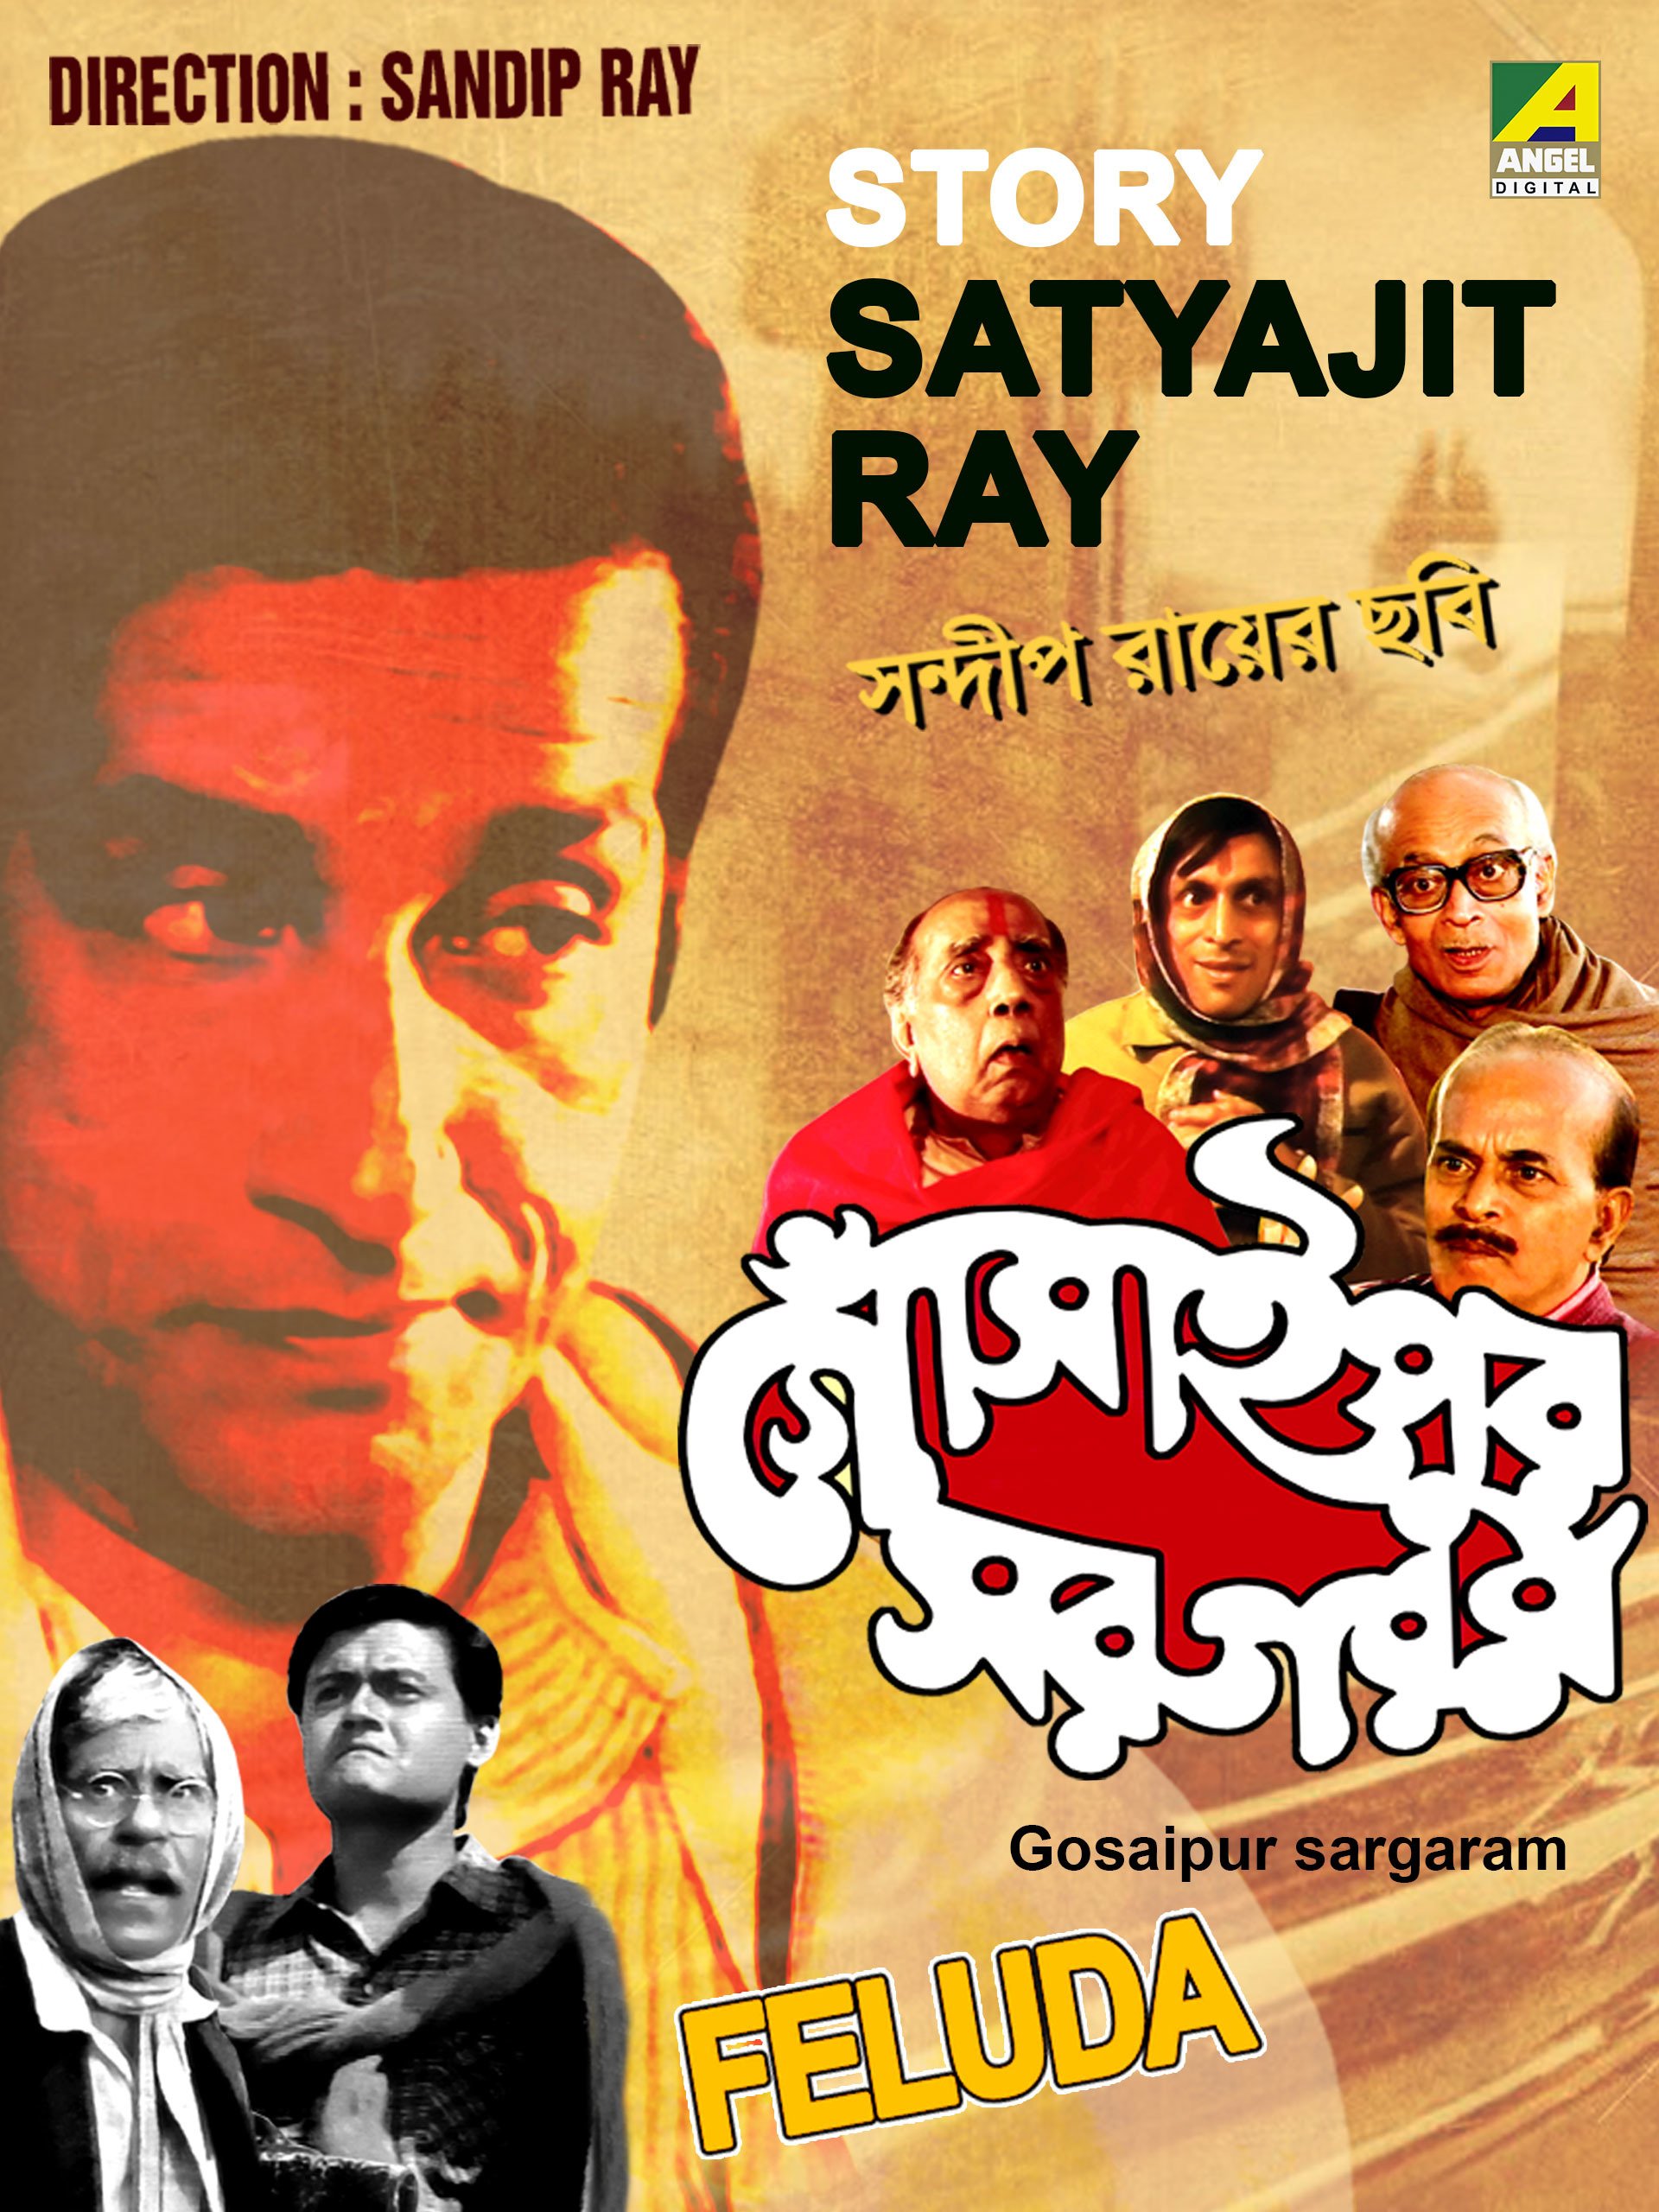 DIRECTION : SANDIP RAY
A
ANGEL
DIGITAL
STORY
SATYAJIT
RAY
সন্দীপ রায়ের ছবি
গোঁসাইপুর
সরগরম
Gosaipur sargaram
FELUDA